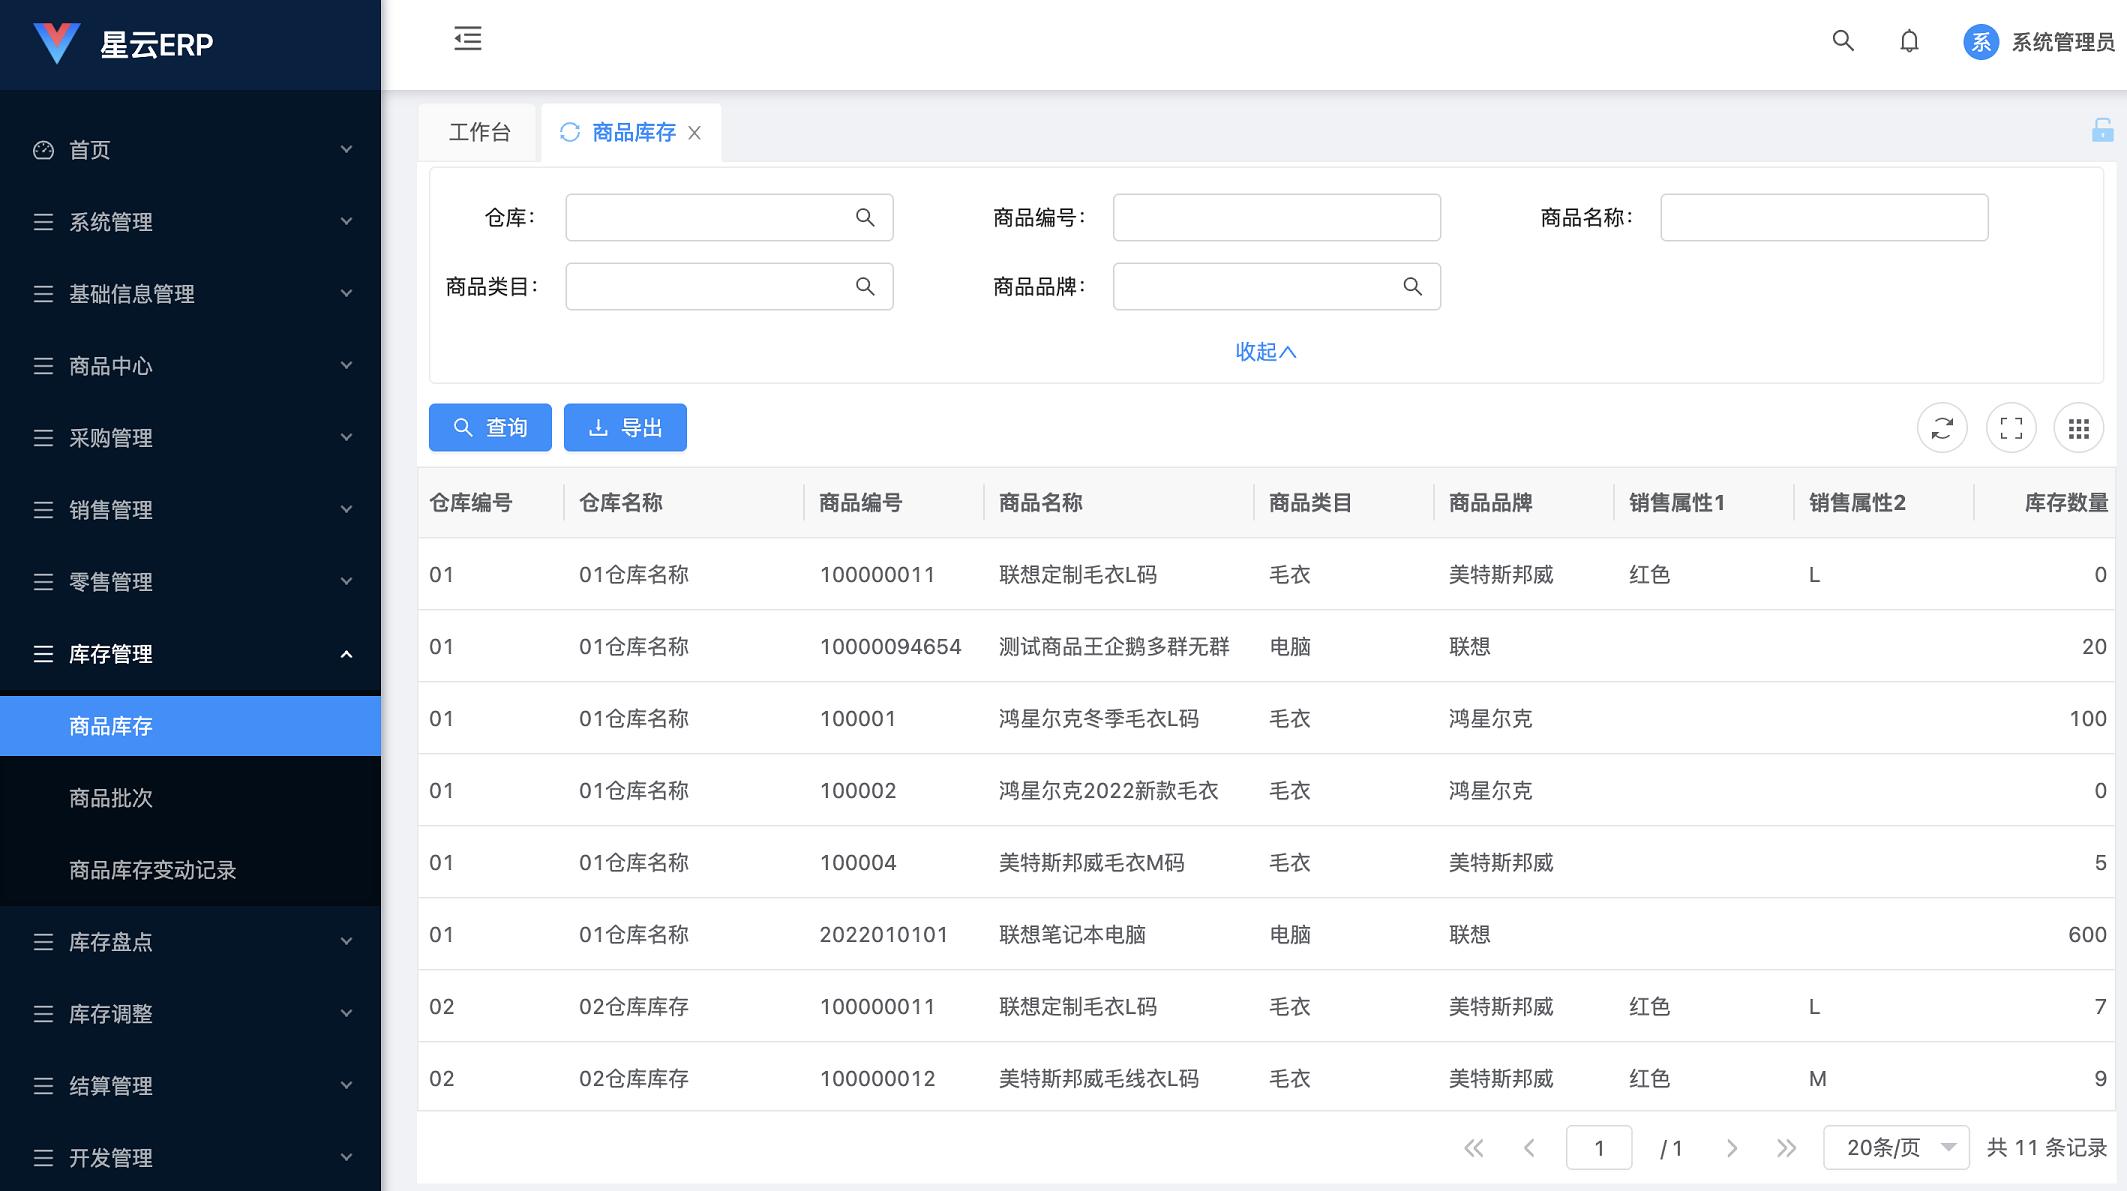 星云ERP
系 系统管理员
首页
系统管理
基础信息管理
商品中心
采购管理
销售管理
零售管理
库存管理
商品库存
商品批次
商品库存变动记录
库存盘点
库存调整
结算管理
开发管理
工作台 商品库存
仓库： 商品编号： 商品名称：
商品类目： 商品品牌：
收起
查询 导出
仓库编号 仓库名称 商品编号 商品名称 商品类目 商品品牌 销售属性1 销售属性2 库存数量
01 01仓库名称 100000011 联想定制毛衣L码 毛衣 美特斯邦威 红色 L 0
01 01仓库名称 10000094654 测试商品王企鹅多群无群 电脑 联想 20
01 01仓库名称 100001 鸿星尔克冬季毛衣L码 毛衣 鸿星尔克 100
01 01仓库名称 100002 鸿星尔克2022新款毛衣 毛衣 鸿星尔克 0
01 01仓库名称 100004 美特斯邦威毛衣M码 毛衣 美特斯邦威 5
01 01仓库名称 2022010101 联想笔记本电脑 电脑 联想 600
02 02仓库库存 100000011 联想定制毛衣L码 毛衣 美特斯邦威 红色 L 7
02 02仓库库存 100000012 美特斯邦威毛线衣L码 毛衣 美特斯邦威 红色 M 9
1 / 1 20条/页 共 11 条记录